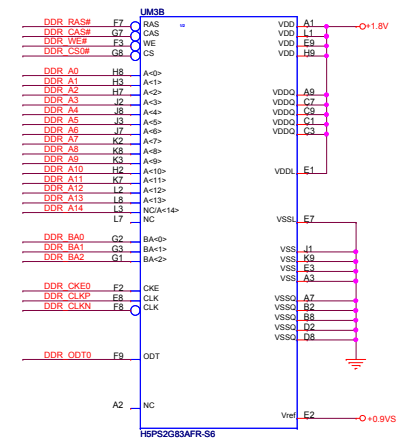 UM3B
DDR_RAS# F7 RAS VDD A1 +1.8V
DDR_CAS# G7 CAS VDD L1
DDR_WE# F3 WE VDD E9
DDR_CS0# G8 CS VDD H9
DDR_A0 H8 A<0>
DDR_A1 H3 A<1>
DDR_A2 H7 A<2> VDDQ A9
DDR_A3 J2 A<3> VDDQ C7
DDR_A4 J8 A<4> VDDQ C9
DDR_A5 J3 A<5> VDDQ C1
DDR_A6 J7 A<6> VDDQ C3
DDR_A7 K2 A<7>
DDR_A8 K8 A<8>
DDR_A9 K3 A<9>
DDR_A10 H2 A<10> VDDL E1
DDR_A11 K7 A<11>
DDR_A12 L2 A<12>
DDR_A13 L8 A<13>
DDR_A14 L3 NC/A<14>
L7 NC VSSL E7
DDR_BA0 G2 BA<0>
DDR_BA1 G3 BA<1> VSS J1
DDR_BA2 G1 BA<2> VSS K9
VSS E3
VSS A3
DDR_CKE0 F2 CKE
DDR_CLKP E8 CLK VSSQ A7
DDR_CLKN F8 CLK VSSQ B2
VSSQ B8
VSSQ D2
VSSQ D8
DDR_ODT0 F9 ODT
A2 NC
Vref E2 +0.9VS
H5PS2G83AFR-S6